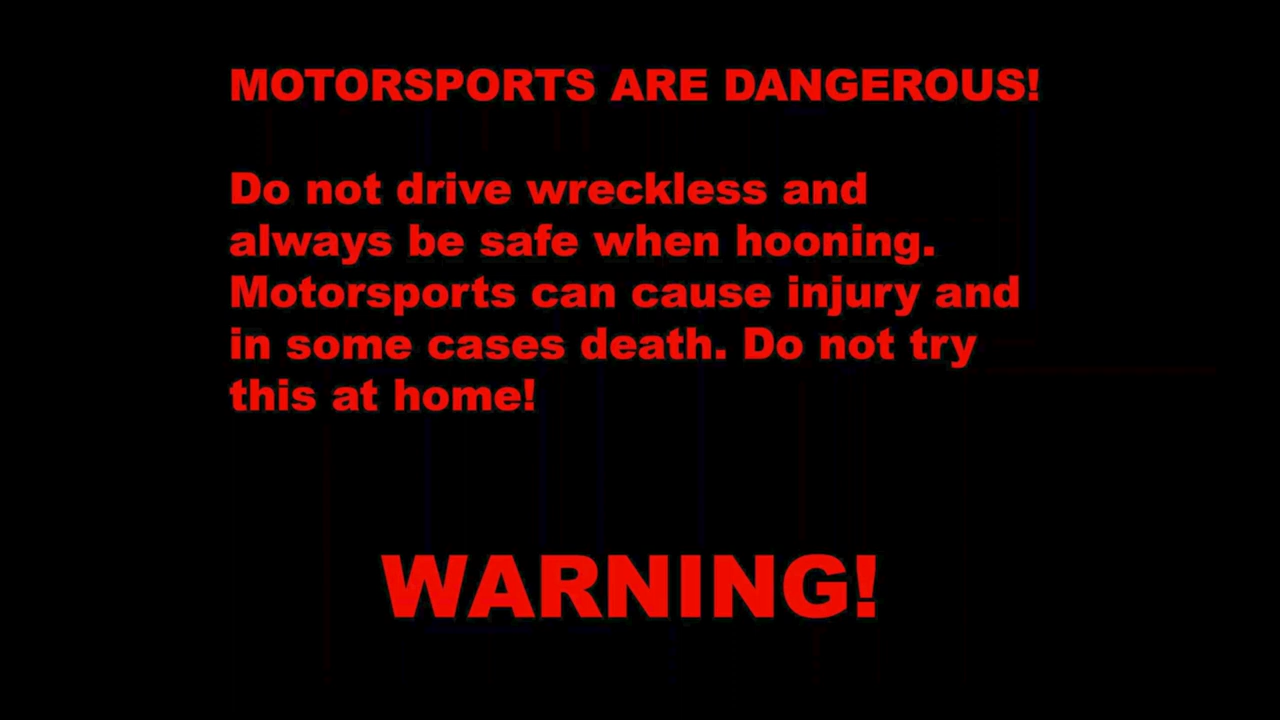 MOTORSPORTS ARE DANGEROUS!
Do not drive wreckless and
always be safe when hooning.
Motorsports can cause injury and
in some cases death. Do not try
this at home!
WARNING!